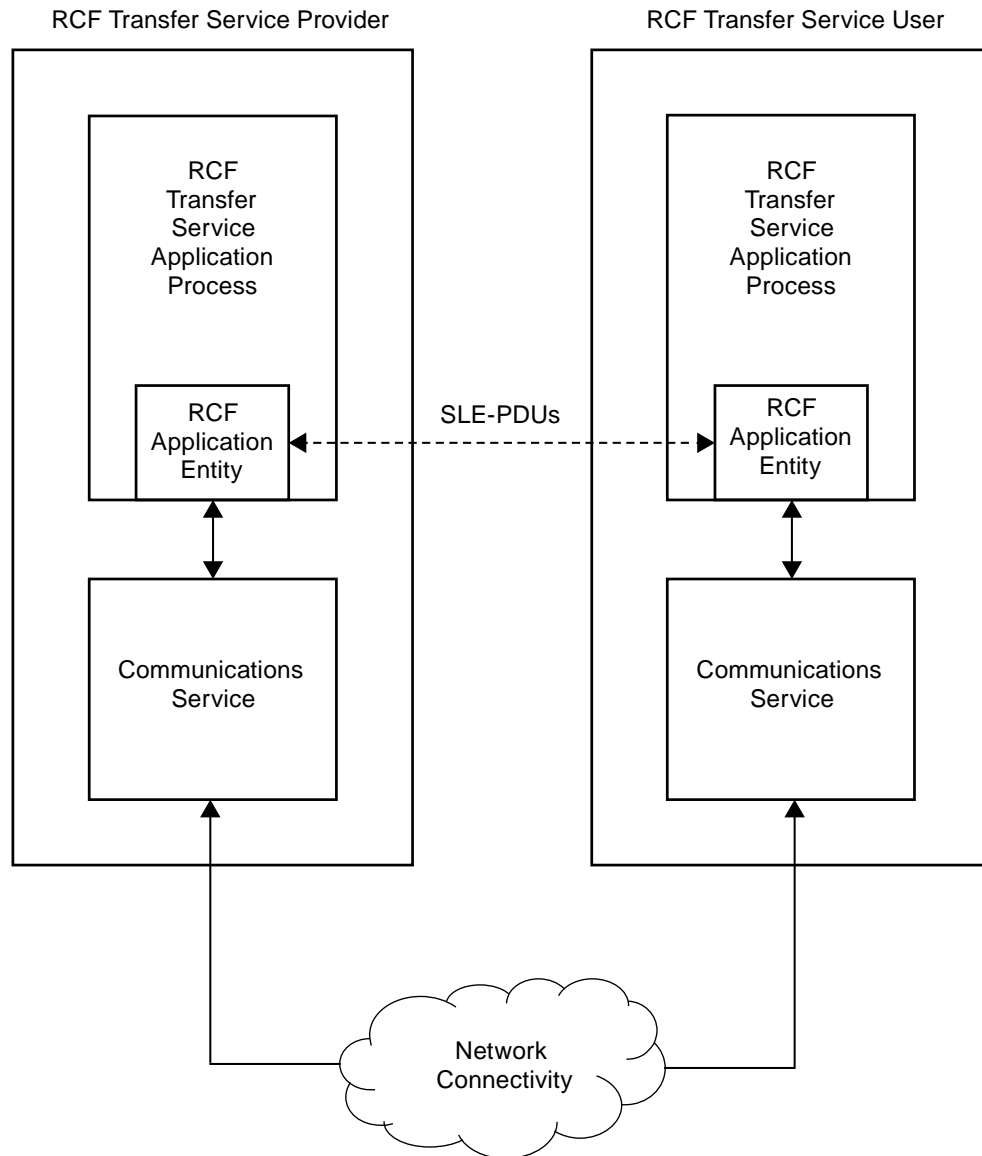 RCF Transfer Service Provider
RCF Transfer Service User
RCF
Transfer
Service
Application
Process
RCF
Transfer
Service
Application
Process
RCF
Application
Entity
SLE-PDUs
RCF
Application
Entity
Communications
Service
Communications
Service
Network
Connectivity